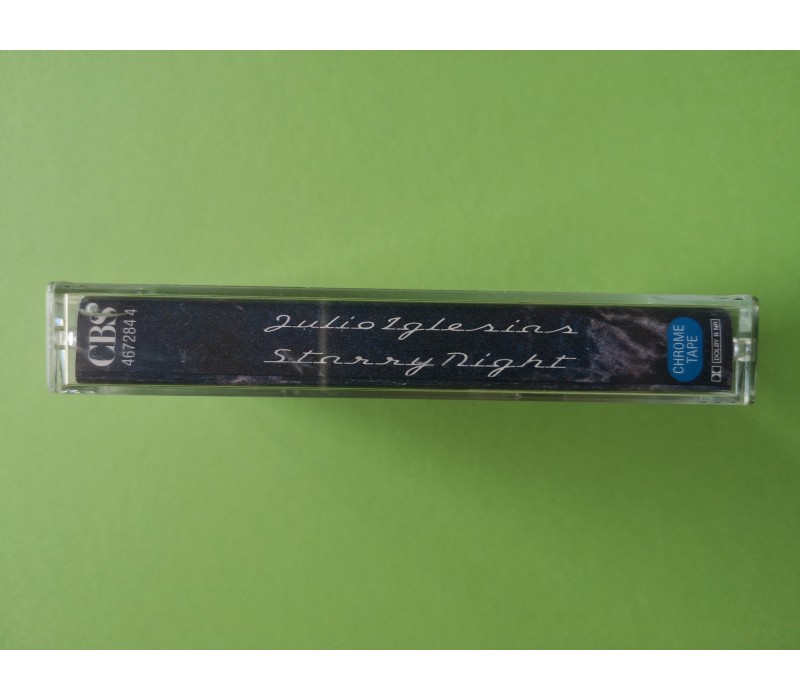 CBS
467284 4
Julio Iglesias
Starry Night
CHROME
TAPE
DOLBY B NR